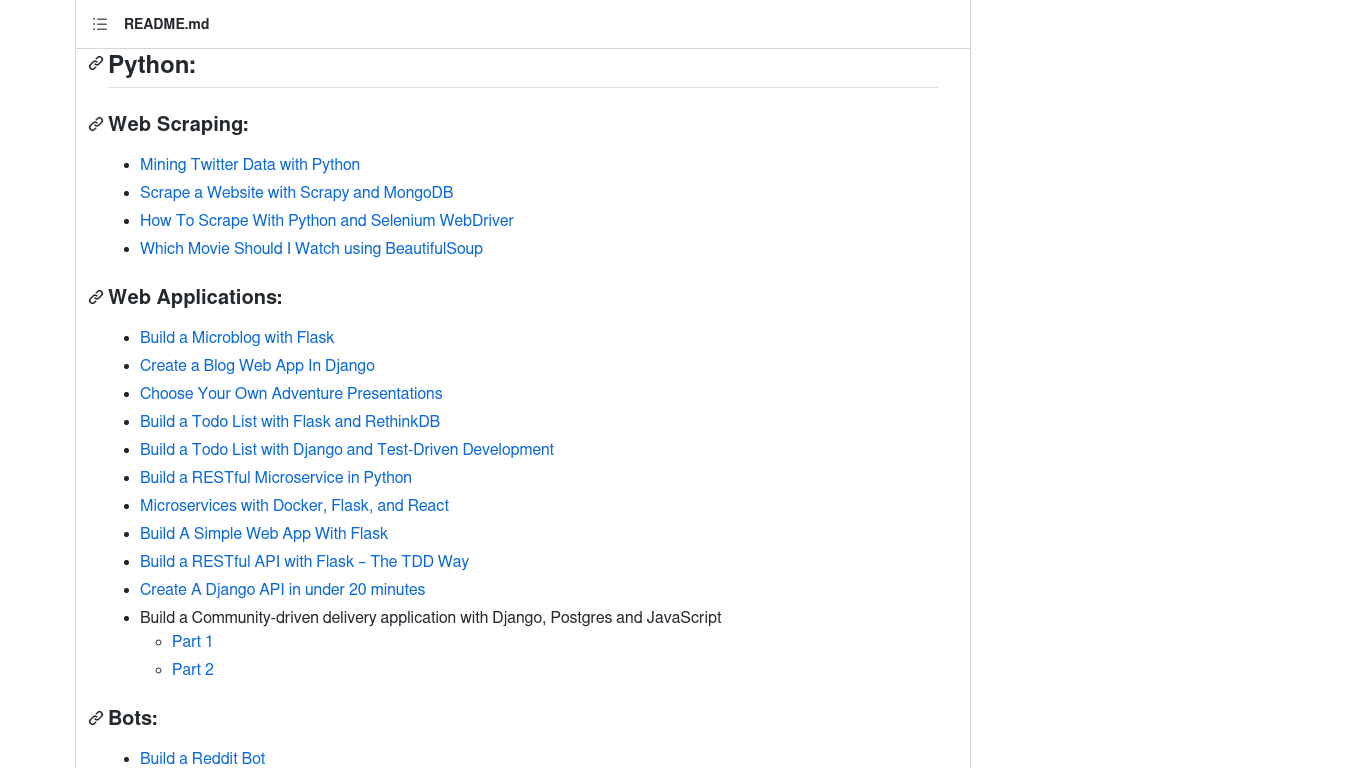 README.md
Python:
Web Scraping:
Mining Twitter Data with Python
Scrape a Website with Scrapy and MongoDB
How To Scrape With Python and Selenium WebDriver
Which Movie Should I Watch using BeautifulSoup
Web Applications:
Build a Microblog with Flask
Create a Blog Web App In Django
Choose Your Own Adventure Presentations
Build a Todo List with Flask and RethinkDB
Build a Todo List with Django and Test-Driven Development
Build a RESTful Microservice in Python
Microservices with Docker, Flask, and React
Build A Simple Web App With Flask
Build a RESTful API with Flask – The TDD Way
Create A Django API in under 20 minutes
Build a Community-driven delivery application with Django, Postgres and JavaScript
Part 1
Part 2
Bots:
Build a Reddit Bot